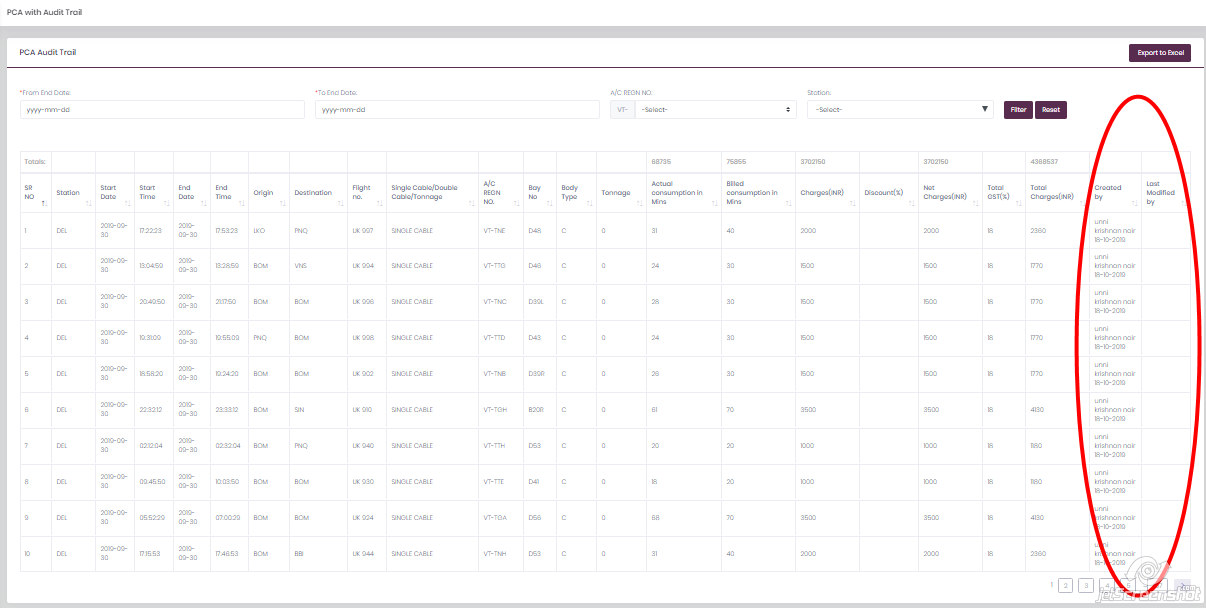 PCA with Audit Trail
PCA Audit Trail
Export to Excel
*From End Date: *To End Date: A/C REGN NO: Station:
yyyy-mm-dd yyyy-mm-dd VT- -Select- -Select- Filter Reset
Totals: 68735 75855 3702150 3702150 4368537
SR NO Station Start Date Start Time End Date End Time Origin Destination Flight no. Single Cable/Double Cable/Tonnage A/C REGN NO. Bay No Body Type Tonnage Actual consumption in Mins Billed consumption in Mins Charges(INR) Discount(%) Net Charges(INR) Total GST(%) Total Charges(INR) Created by Last Modified by
1 DEL 2019-09-30 17:22:23 2019-09-30 17:53:23 LKO PNQ UK 997 SINGLE CABLE VT-TNE D48 C 0 31 40 2000 2000 18 2360 unni krishnan nair 18-10-2019
2 DEL 2019-09-30 13:04:59 2019-09-30 13:28:59 BOM VNS UK 994 SINGLE CABLE VT-TTG D46 C 0 24 30 1500 1500 18 1770 unni krishnan nair 18-10-2019
3 DEL 2019-09-30 20:49:50 2019-09-30 21:17:50 BOM BOM UK 996 SINGLE CABLE VT-TNC D39L C 0 28 30 1500 1500 18 1770 unni krishnan nair 18-10-2019
4 DEL 2019-09-30 19:31:09 2019-09-30 19:55:09 PNQ BOM UK 998 SINGLE CABLE VT-TTD D43 C 0 24 30 1500 1500 18 1770 unni krishnan nair 18-10-2019
5 DEL 2019-09-30 18:58:20 2019-09-30 19:24:20 BOM BOM UK 902 SINGLE CABLE VT-TNB D39R C 0 26 30 1500 1500 18 1770 unni krishnan nair 18-10-2019
6 DEL 2019-09-30 22:32:12 2019-09-30 23:33:12 BOM SIN UK 910 SINGLE CABLE VT-TOH B20R C 0 61 70 3500 3500 18 4130 unni krishnan nair 18-10-2019
7 DEL 2019-09-30 02:12:04 2019-09-30 02:32:04 BOM PNQ UK 940 SINGLE CABLE VT-TTH D53 C 0 20 20 1000 1000 18 1180 unni krishnan nair 18-10-2019
8 DEL 2019-09-30 09:45:50 2019-09-30 10:03:50 BOM BOM UK 930 SINGLE CABLE VT-TTE D41 C 0 18 20 1000 1000 18 1180 unni krishnan nair 18-10-2019
9 DEL 2019-09-30 05:52:29 2019-09-30 07:00:29 BOM BOM UK 924 SINGLE CABLE VT-TGA D56 C 0 68 70 3500 3500 18 4130 unni krishnan nair 18-10-2019
10 DEL 2019-09-30 17:15:53 2019-09-30 17:46:53 BOM BBI UK 944 SINGLE CABLE VT-TNH D53 C 0 31 40 2000 2000 18 2360 unni krishnan nair 18-10-2019
1 2 3
jetscreenshot .com